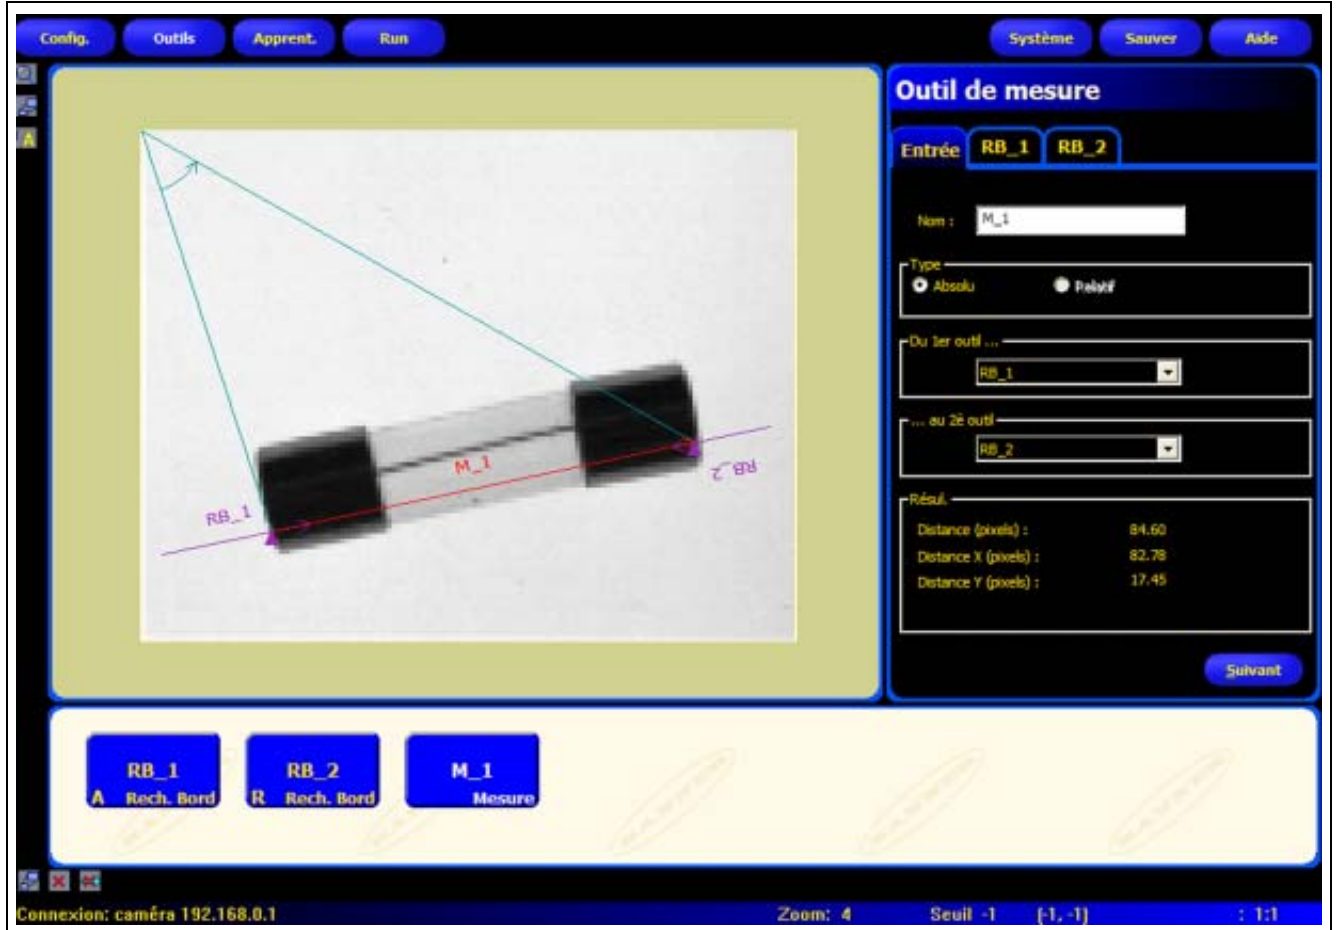 Config. Outils Apprent. Run Système Sauver Aide
A
Outil de mesure
Entrée RB_1 RB_2
Nom : M_1
Type
Absolu Relatif
Du 1er outil ...
RB_1
... au 2è outil
RB_2
Résul.
Distance (pixels) : 84.60
Distance X (pixels) : 82.78
Distance Y (pixels) : 17.45
Suivant
M_1
RB_2
RB_1
RB_1
A Rech. Bord
RB_2
R Rech. Bord
M_1
Mesure
Connexion: caméra 192.168.0.1 Zoom: 4 Seuil -1 (-1, -1) : 1:1